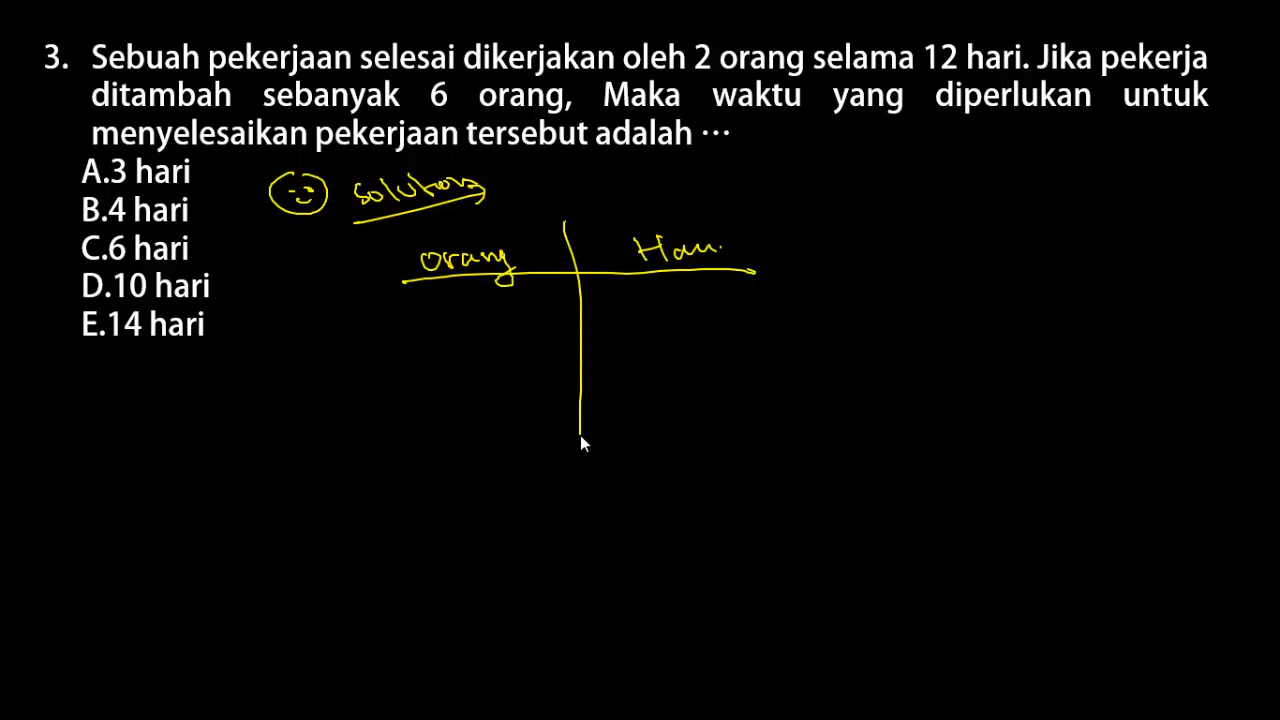 3. Sebuah pekerjaan selesai dikerjakan oleh 2 orang selama 12 hari. Jika pekerja
ditambah sebanyak 6 orang, Maka waktu yang diperlukan untuk
menyelesaikan pekerjaan tersebut adalah ⋯
A.3 hari
B.4 hari
C.6 hari
D.10 hari
E.14 hari
solution
orang Hari